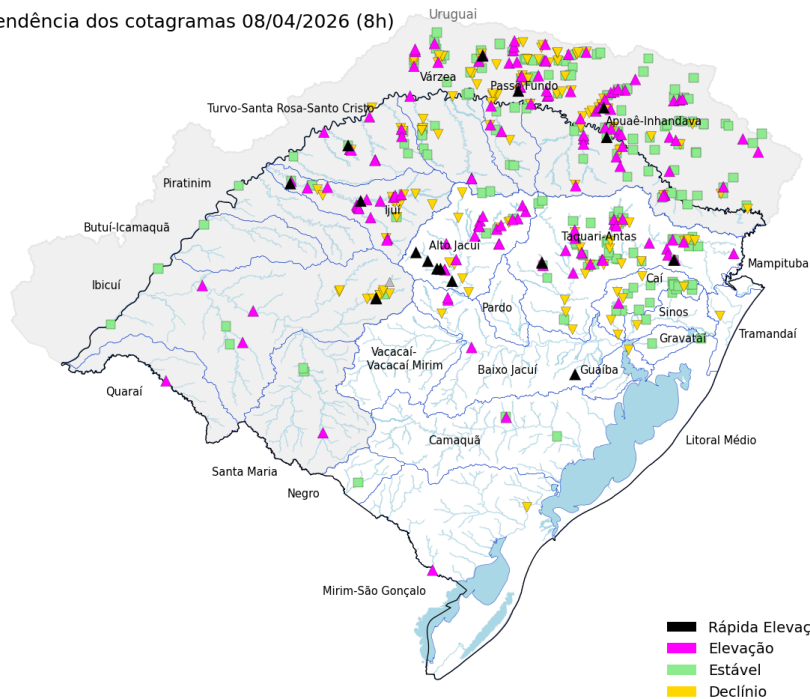 endência dos cotagramas 08/04/2026 (8h)
Uruguai
Várzea
Passo Fundo
Turvo-Santa Rosa-Santo Cristo
Apuaê-Inhandava
Piratinim
Ijuí
Butuí-Icamaquã
Taquari-Antas
Alto Jacuí
Mampituba
Ibicuí
Caí
Pardo
Sinos
Tramandaí
Gravataí
Vacacaí-
Vacacaí Mirim
Baixo Jacuí
Guaíba
Quaraí
Camaquã
Litoral Médio
Santa Maria
Negro
Mirim-São Gonçalo
Rápida Elevaç
Elevação
Estável
Declínio